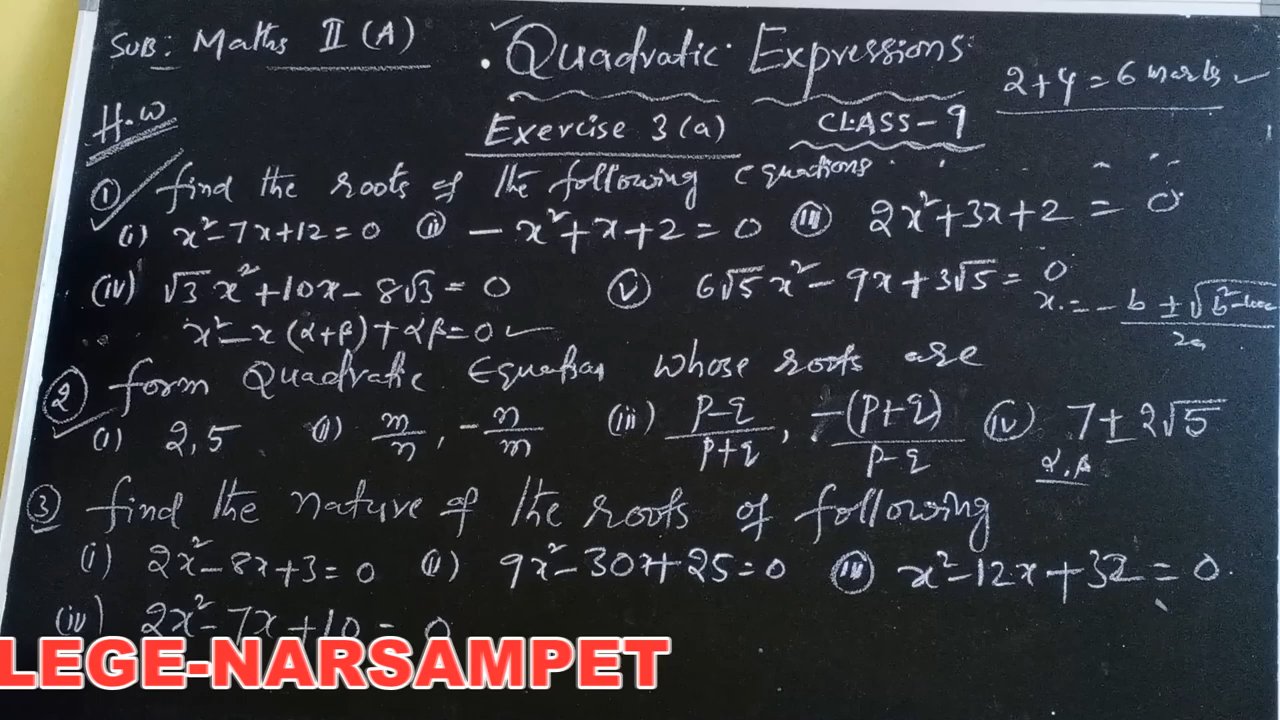 SUB: Maths II (A)
Quadratic Expressions
2+4=6 marks
H.W
Exercise 3(a) CLASS-9
① find the roots of the following equations
(i) x²-7x+12=0 (ii) -x²+x+2=0 (iii) 2x²+3x+2=0
(iv) √3x²+10x-8√3=0 (v) 6√5x²-9x+3√5=0
x²-x(α+β)+αβ=0
x=-b±√b²-4ac/2a
② form Quadratic Equation whose roots are
(i) 2,5 (ii) m/n, -n/m (iii) p-q/p+q, -(p+q)/p-q (iv) 7±2√5
α.β
③ find the nature of the roots of following
(i) 2x²-8x+3=0 (ii) 9x²-30x+25=0 (iii) x²-12x+32=0.
(iv) 2x²-7x+10=0
LEGE-NARSAMPET